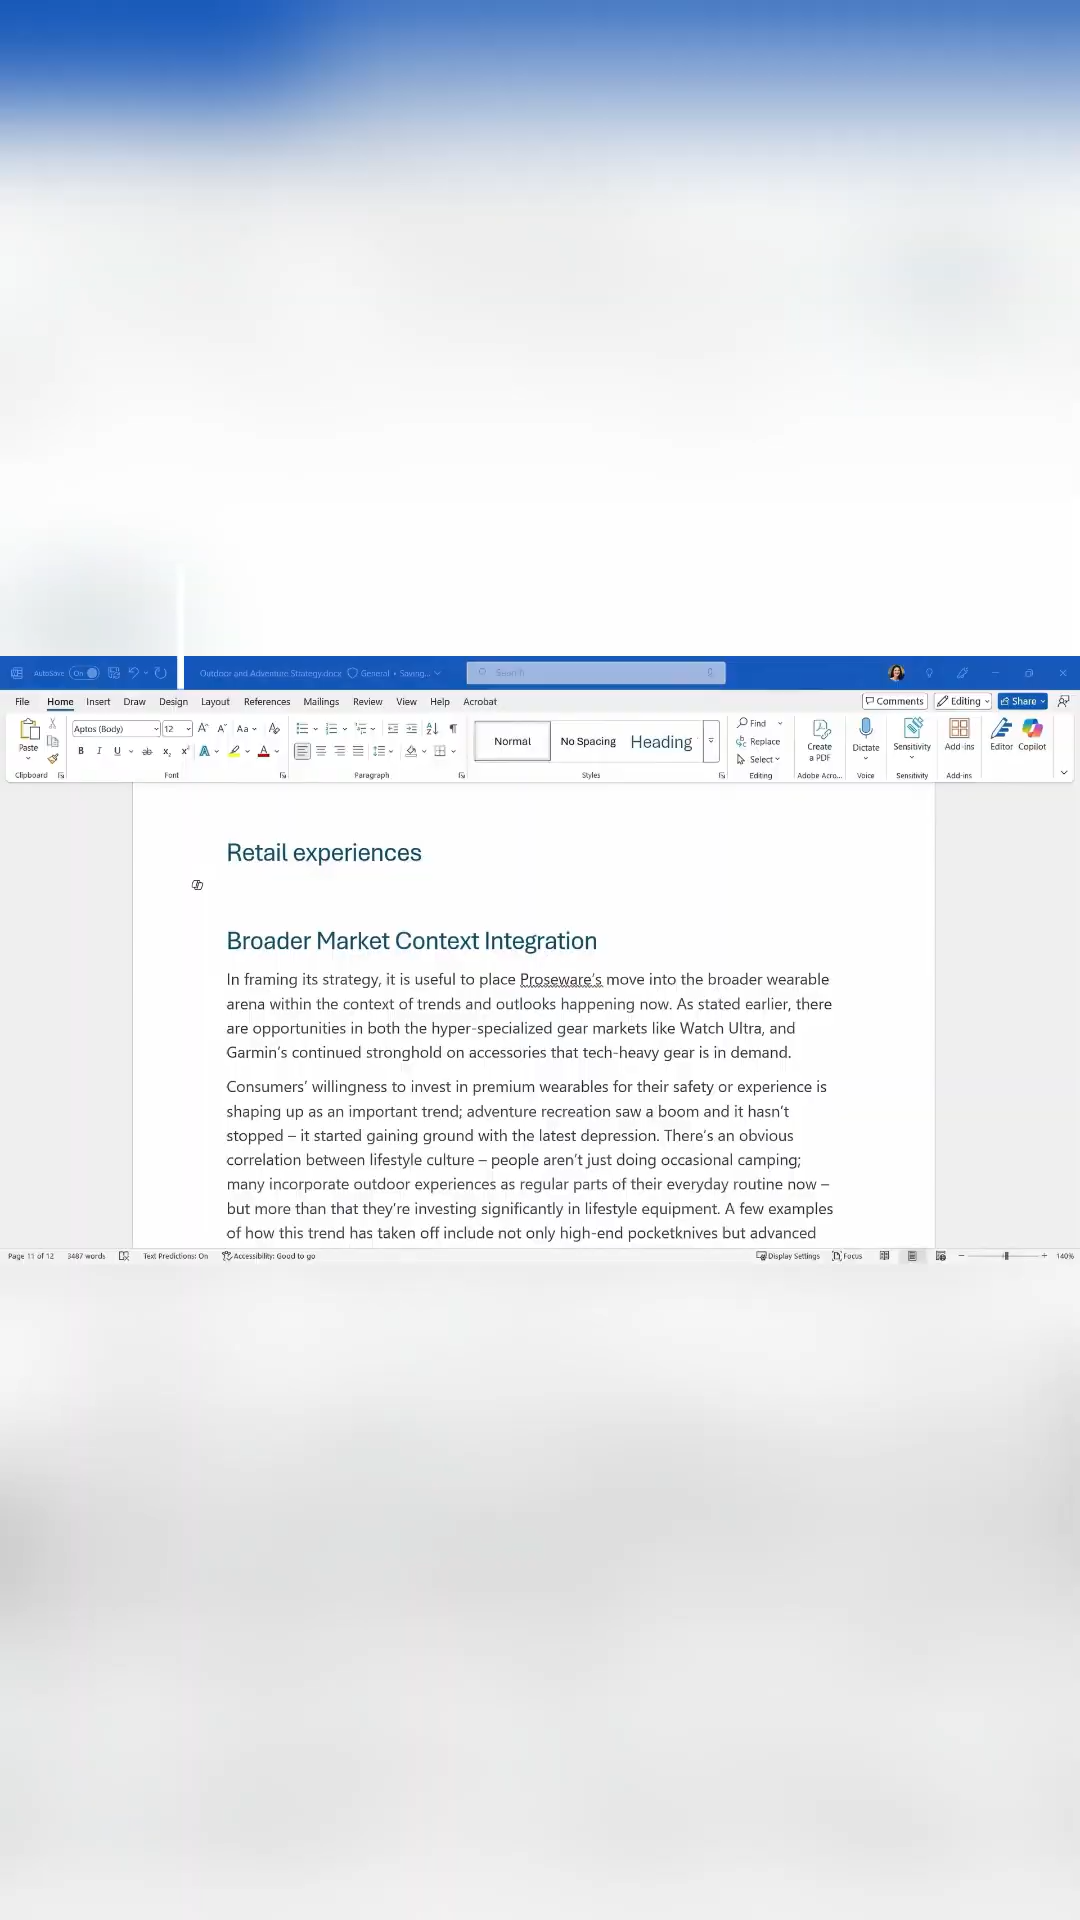 AutoSave On Outdoor and Adventure Strategy.docx General • Saving... Search
File Home Insert Draw Design Layout References Mailings Review View Help Acrobat Comments Editing Share
Aptos (Body) 12 Aa
Paste
B I U ab x₂ x² A A
Normal No Spacing Heading
Find
Replace
Select
Create a PDF
Dictate
Sensitivity
Add-ins
Editor
Copilot
Clipboard Font Paragraph Styles Editing Adobe Acro... Voice Sensitivity Add-ins
Retail experiences
Broader Market Context Integration
In framing its strategy, it is useful to place Proseware’s move into the broader wearable
arena within the context of trends and outlooks happening now. As stated earlier, there
are opportunities in both the hyper-specialized gear markets like Watch Ultra, and
Garmin’s continued stronghold on accessories that tech-heavy gear is in demand.
Consumers’ willingness to invest in premium wearables for their safety or experience is
shaping up as an important trend; adventure recreation saw a boom and it hasn’t
stopped – it started gaining ground with the latest depression. There’s an obvious
correlation between lifestyle culture – people aren’t just doing occasional camping;
many incorporate outdoor experiences as regular parts of their everyday routine now –
but more than that they’re investing significantly in lifestyle equipment. A few examples
of how this trend has taken off include not only high-end pocketknives but advanced
Page 11 of 12 3487 words Text Predictions: On Accessibility: Good to go Display Settings Focus 140%